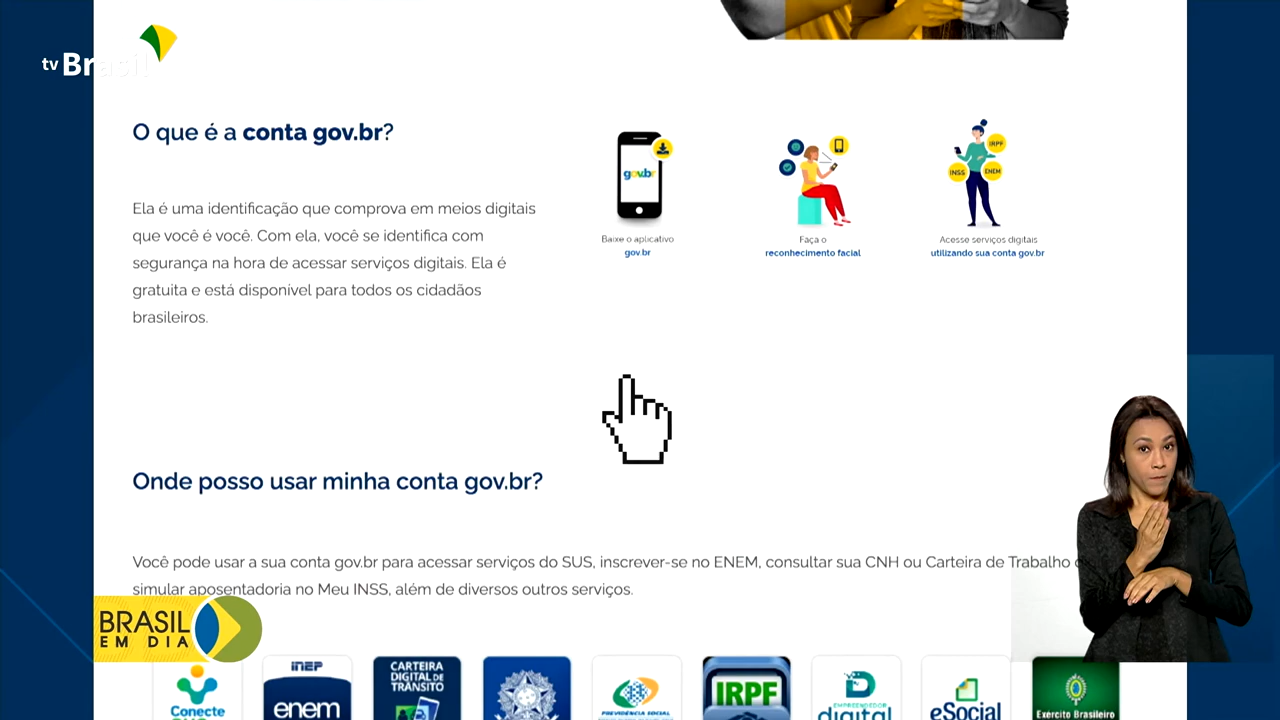 tv Brasil
O que é a conta gov.br?
Ela é uma identificação que comprova em meios digitais
que você é você. Com ela, você se identifica com
segurança na hora de acessar serviços digitais. Ela é
gratuita e está disponível para todos os cidadãos
brasileiros.
gov.br
Baixe o aplicativo
gov.br
Faça o
reconhecimento facial
IRPF
INSS
ENEM
Acesse serviços digitais
utilizando sua conta gov.br
Onde posso usar minha conta gov.br?
Você pode usar a sua conta gov.br para acessar serviços do SUS, inscrever-se no ENEM, consultar sua CNH ou Carteira de Trabalho
simular aposentadoria no Meu INSS, além de diversos outros serviços.
BRASIL
EM DIA
Conecte
INEP
enem
CARTEIRA
DIGITAL DE
TRÂNSITO
PREVIDÊNCIA SOCIAL
IRPF
EMPREENDEDOR
digital
eSocial
Exército Brasileiro